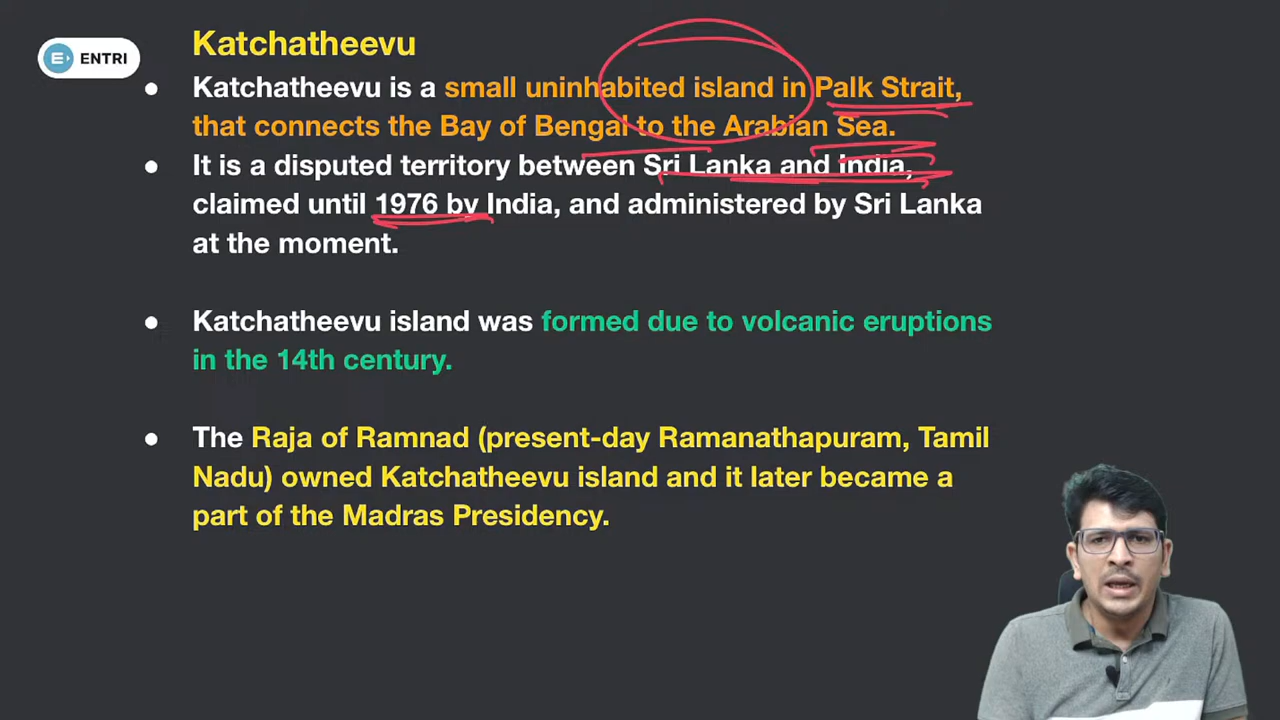 Katchatheevu
E ENTRI
● Katchatheevu is a small uninhabited island in Palk Strait,
that connects the Bay of Bengal to the Arabian Sea.
● It is a disputed territory between Sri Lanka and India,
claimed until 1976 by India, and administered by Sri Lanka
at the moment.
● Katchatheevu island was formed due to volcanic eruptions
in the 14th century.
● The Raja of Ramnad (present-day Ramanathapuram, Tamil
Nadu) owned Katchatheevu island and it later became a
part of the Madras Presidency.